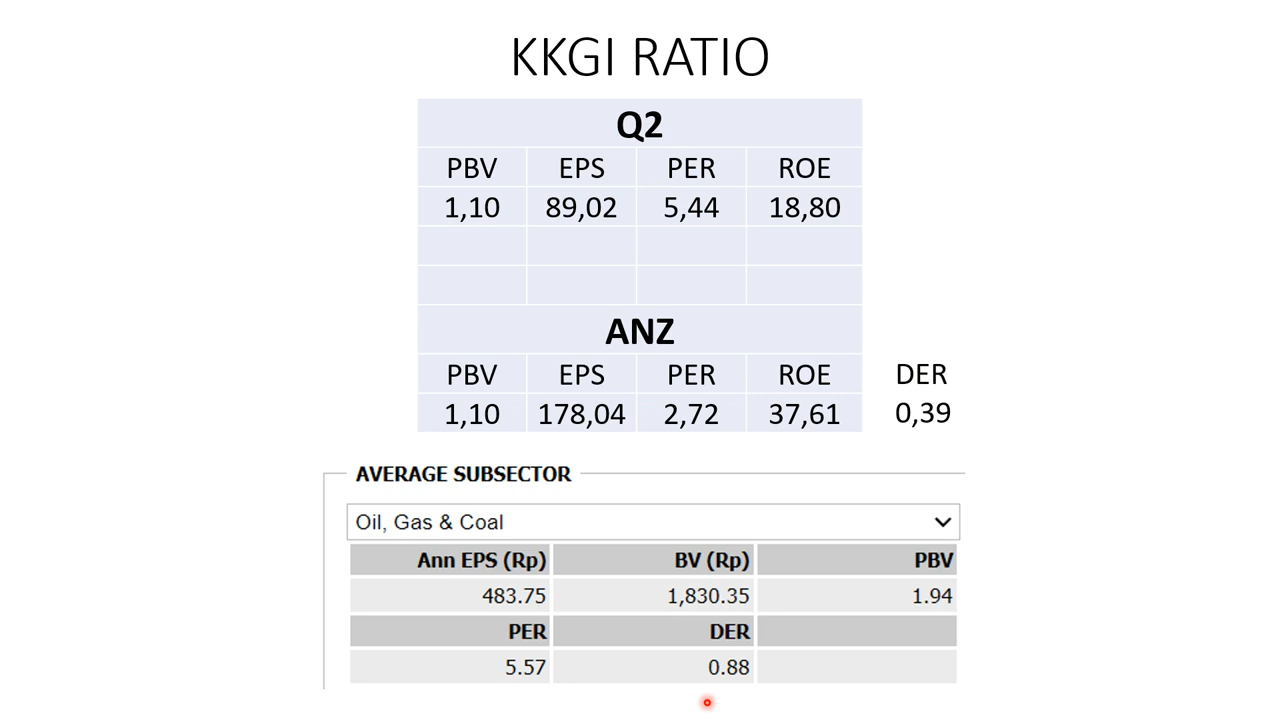 KKGI RATIO
Q2
PBV EPS PER ROE
1,10 89,02 5,44 18,80
ANZ
PBV EPS PER ROE DER
1,10 178,04 2,72 37,61 0,39
AVERAGE SUBSECTOR
Oil, Gas & Coal
Ann EPS (Rp) BV (Rp) PBV
483.75 1,830.35 1.94
PER DER
5.57 0.88